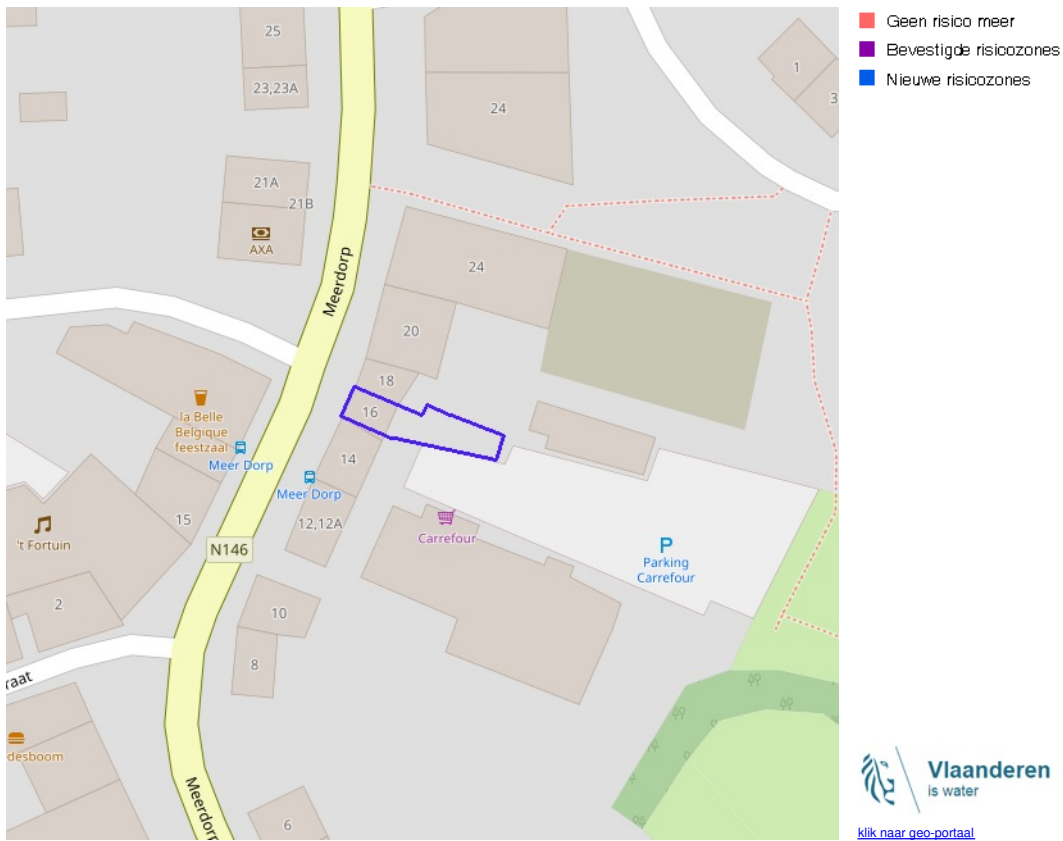 25
23,23A
24
1
3
21A
21B
AXA
Meerdorp
24
20
18
16
14
12,12A
la Belle
Belgique
feestzaal
Meer Dorp
Meer Dorp
15
't Fortuin
N146
2
Carrefour
P
Parking
Carrefour
10
8
raat
desboom
Meerdorp
6
Geen risico meer
Bevestigde risicozones
Nieuwe risicozones
Vlaanderen
is water
klik naar geo-portaal